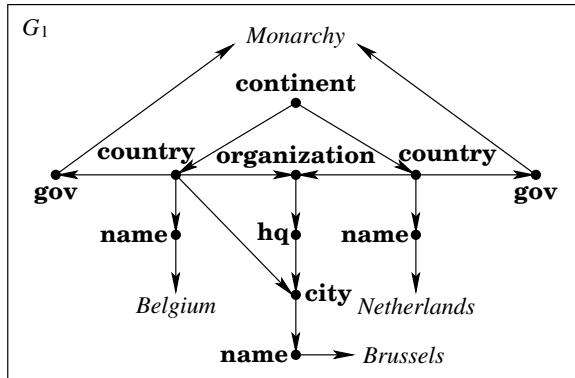 G1
Monarchy
continent
country organization country
gov gov
name hq name
Belgium city Netherlands
name Brussels